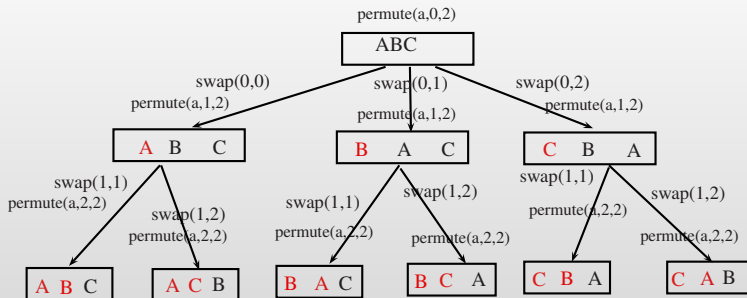 permute(a,0,2)
ABC
swap(0,0)
swap(0,1)
swap(0,2)
permute(a,1,2)
permute(a,1,2)
permute(a,1,2)
A B C
B A C
C B A
swap(1,1)
permute(a,2,2)
swap(1,2)
permute(a,2,2)
swap(1,1)
permute(a,2,2)
swap(1,2)
permute(a,2,2)
swap(1,1)
permute(a,2,2)
swap(1,2)
permute(a,2,2)
A B C
A C B
B A C
B C A
C B A
C A B